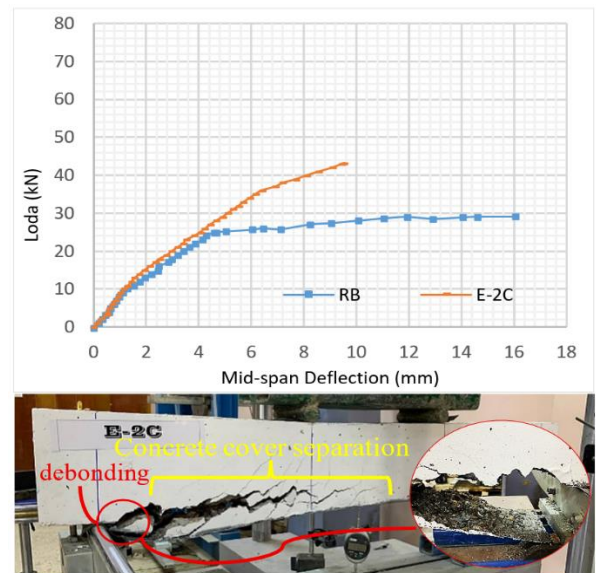 80
70
60
50
40
30
20
10
0
Loda (kN)
RB
E-2C
0 2 4 6 8 10 12 14 16 18
Mid-span Deflection (mm)
E-2C
Concrete cover separation
debonding